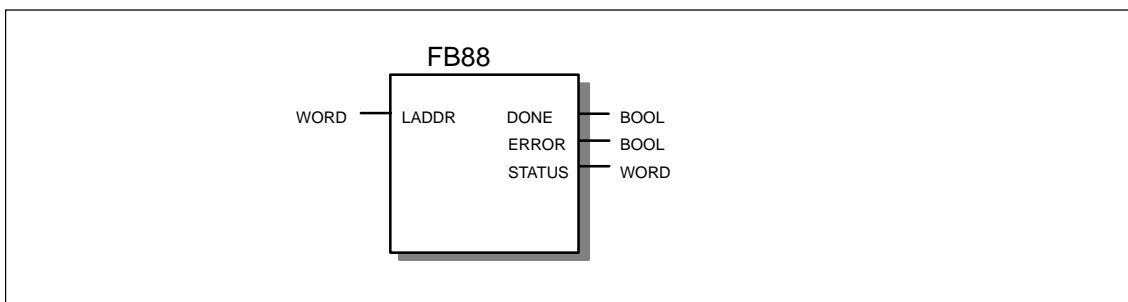 FB88
WORD LADDR DONE BOOL
ERROR BOOL
STATUS WORD